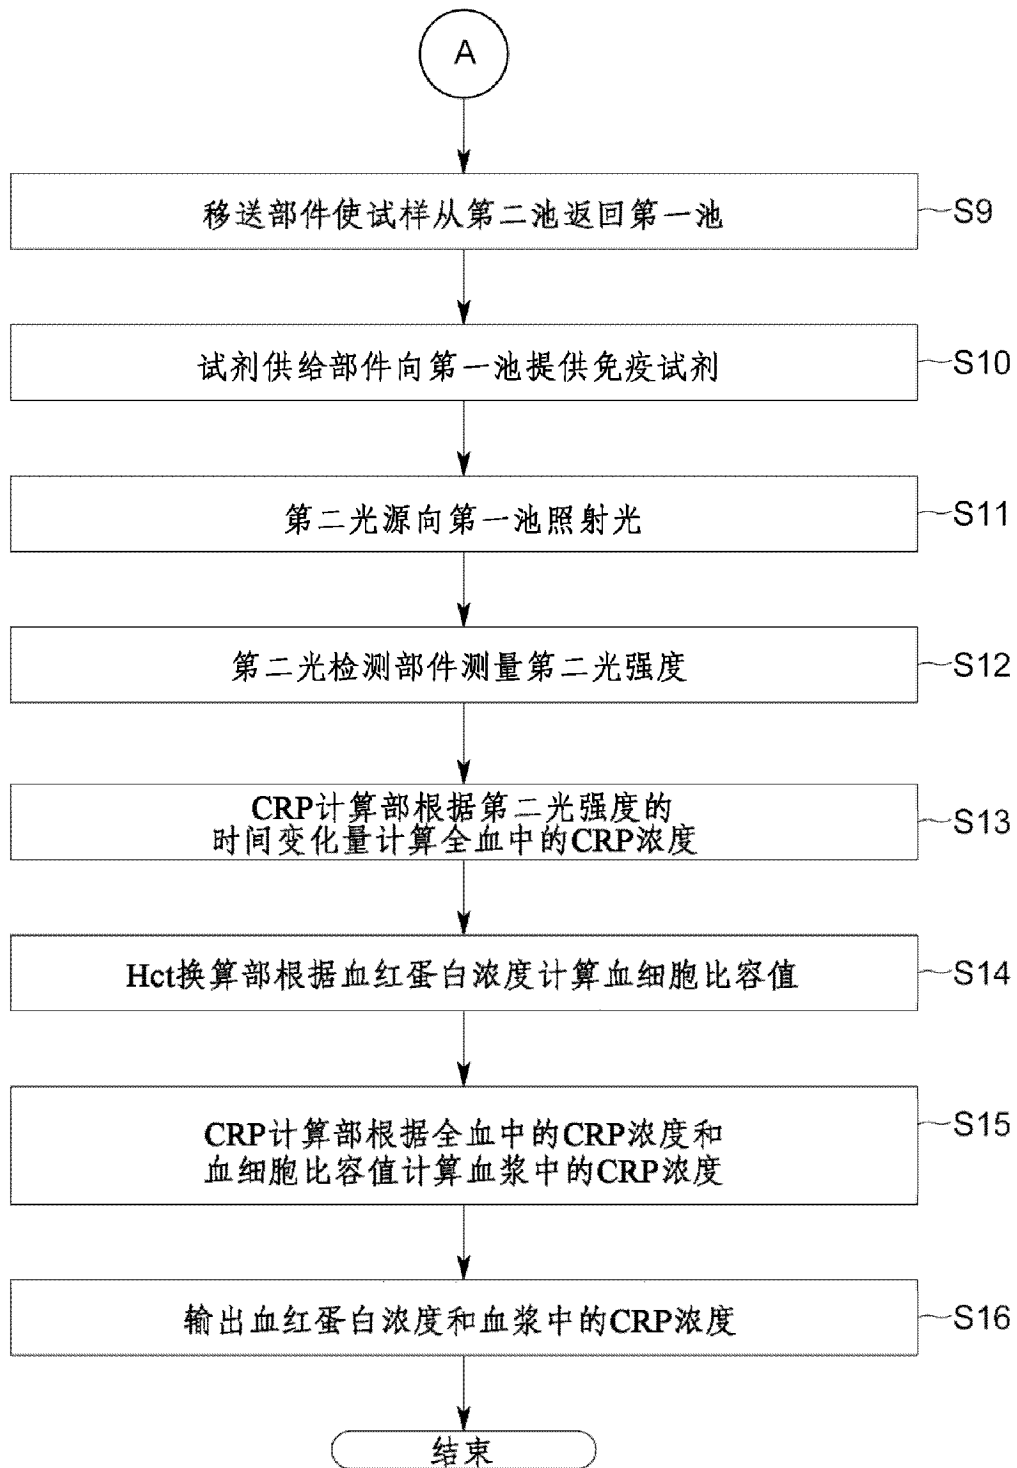 A
移送部件使试样从第二池返回第一池
S9
试剂供给部件向第一池提供免疫试剂
S10
第二光源向第一池照射光
S11
第二光检测部件测量第二光强度
S12
CRP计算部根据第二光强度的
时间变化量计算全血中的CRP浓度
S13
Hct换算部根据血红蛋白浓度计算血细胞比容值
S14
CRP计算部根据全血中的CRP浓度和
血细胞比容值计算血浆中的CRP浓度
S15
输出血红蛋白浓度和血浆中的CRP浓度
S16
结束